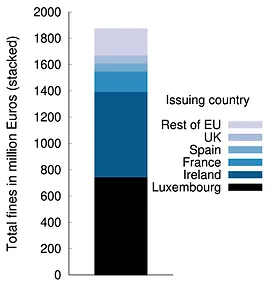 Total fines in million Euros (stacked)
2000
1800
1600
1400
1200
1000
800
600
400
200
0
Issuing country
Rest of EU
UK
Spain
France
Ireland
Luxembourg